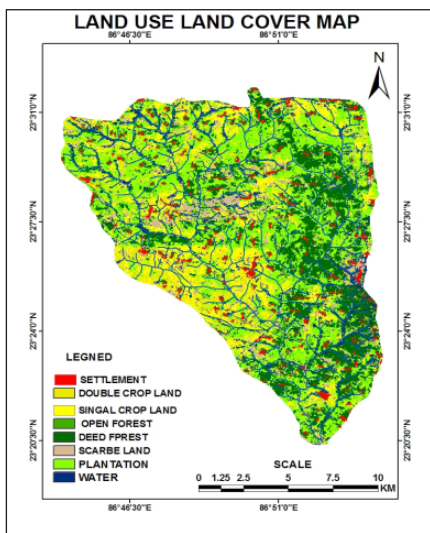 LAND USE LAND COVER MAP
86°46'30"E 86°51'0"E
N
23°31'0"N 23°31'0"N
23°27'30"N 23°27'30"N
23°24'0"N 23°24'0"N
23°20'30"N 23°20'30"N
LEGNED
SETTLEMENT
DOUBLE CROP LAND
SINGAL CROP LAND
OPEN FOREST
DEED FPREST
SCARBE LAND
PLANTATION
WATER
SCALE
0 1.25 2.5 5 7.5 10
KM
86°46'30"E 86°51'0"E